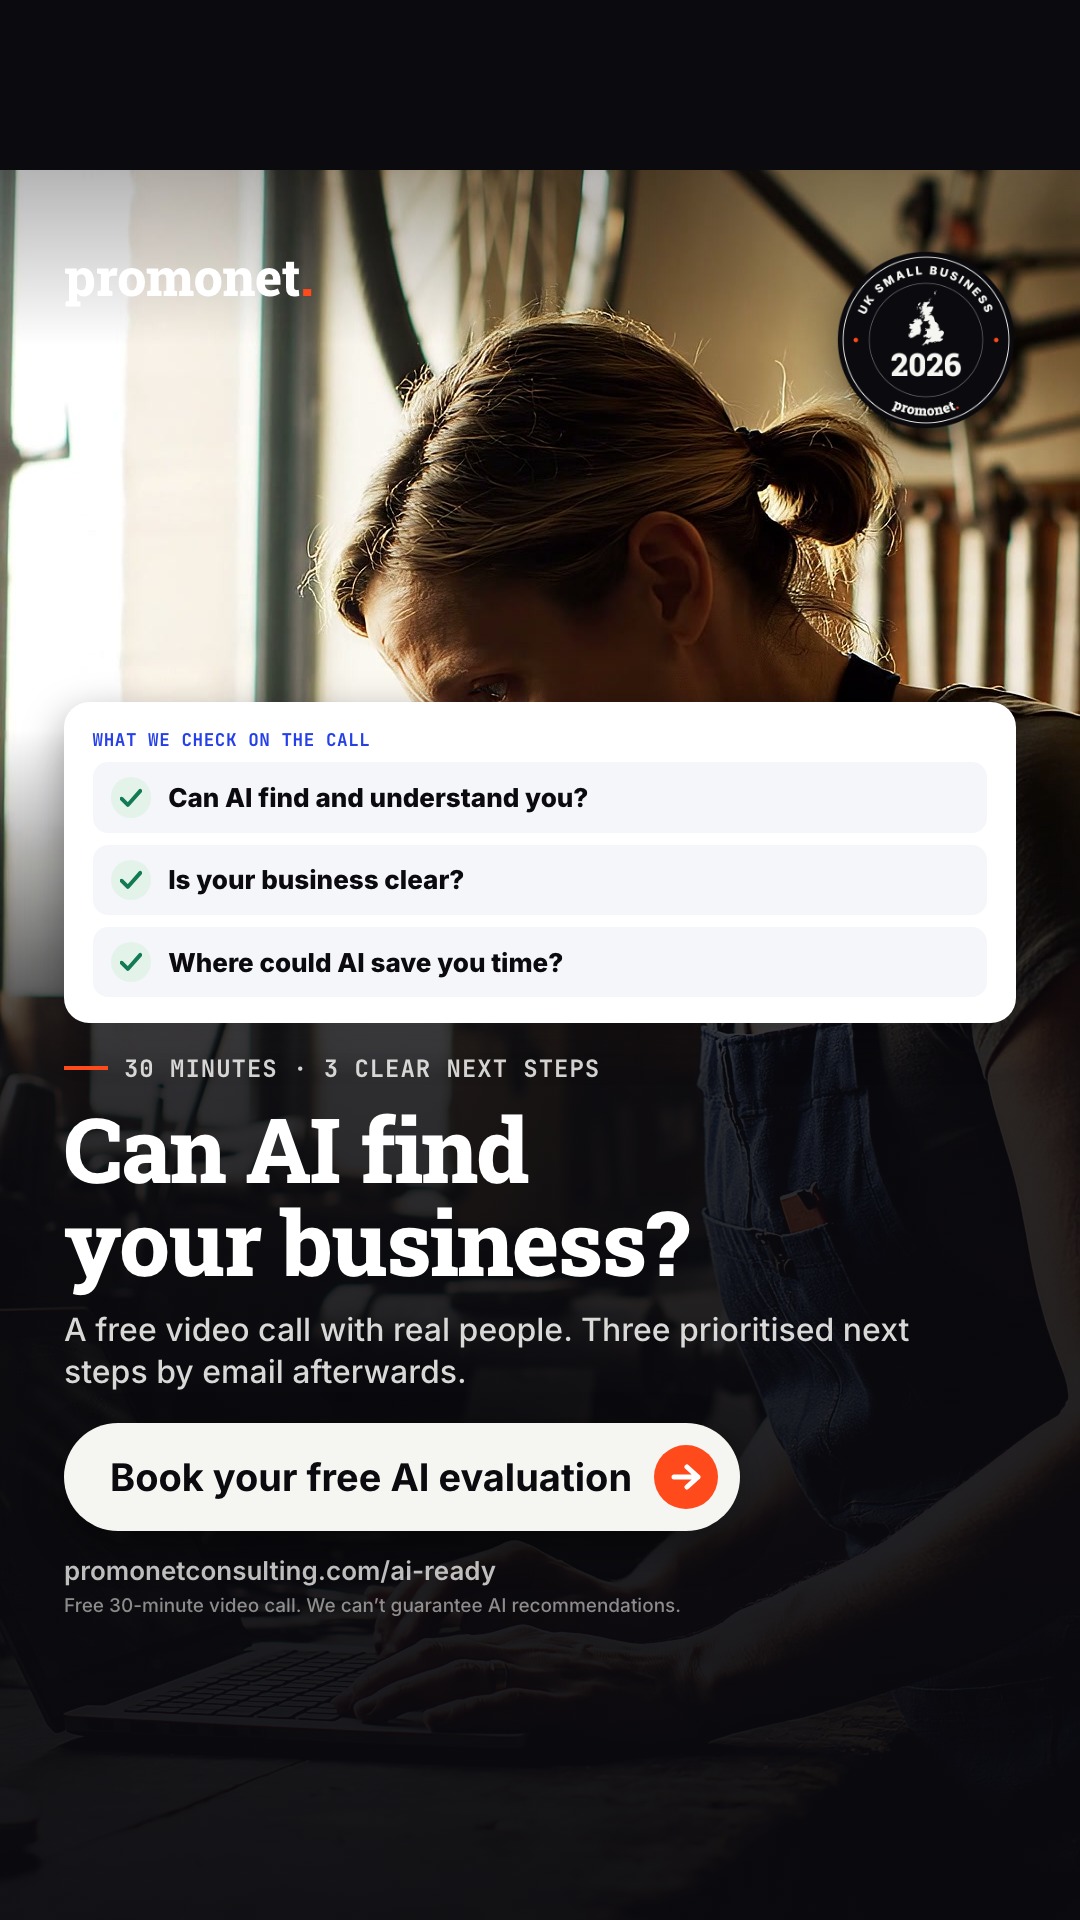 promonet.
UK SMALL BUSINESS
2026
promonet.
WHAT WE CHECK ON THE CALL
Can AI find and understand you?
Is your business clear?
Where could AI save you time?
30 MINUTES · 3 CLEAR NEXT STEPS
Can AI find
your business?
A free video call with real people. Three prioritised next
steps by email afterwards.
Book your free AI evaluation
promonetconsulting.com/ai-ready
Free 30-minute video call. We can’t guarantee AI recommendations.